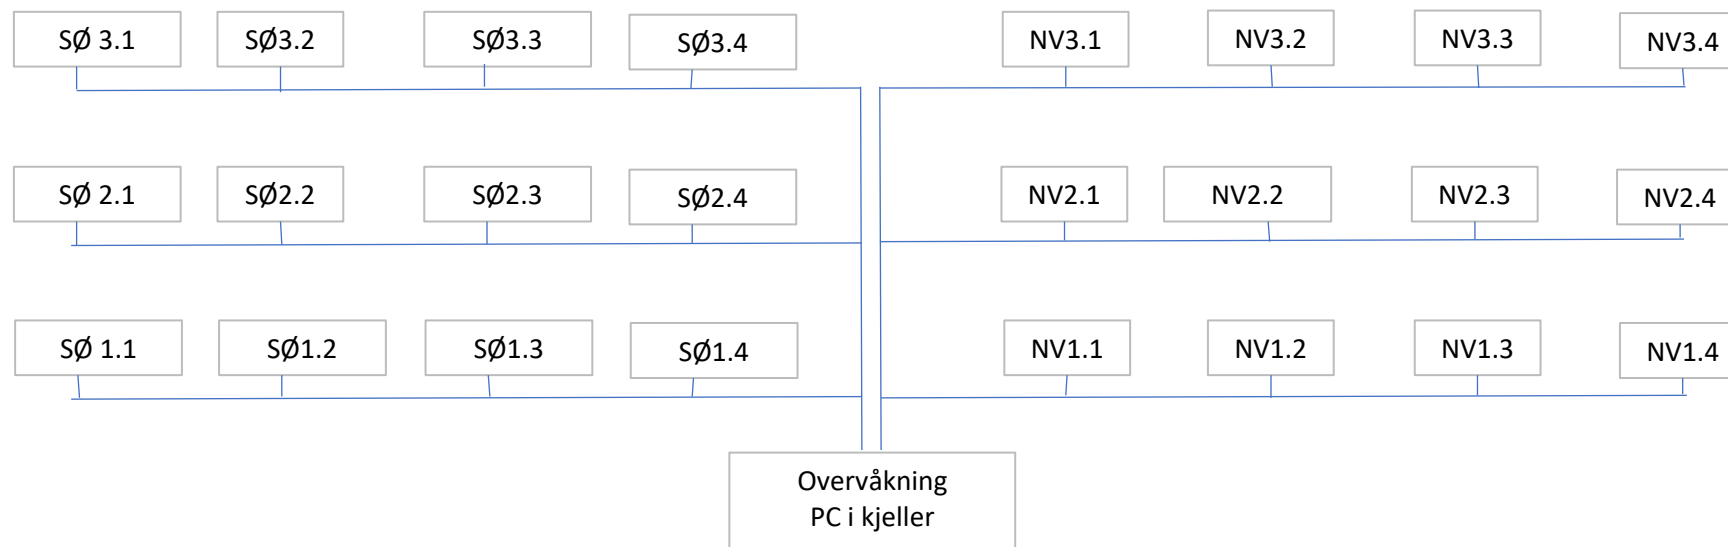 SØ 3.1
SØ3.2
SØ3.3
SØ3.4
NV3.1
NV3.2
NV3.3
NV3.4
SØ 2.1
SØ2.2
SØ2.3
SØ2.4
NV2.1
NV2.2
NV2.3
NV2.4
SØ 1.1
SØ1.2
SØ1.3
SØ1.4
NV1.1
NV1.2
NV1.3
NV1.4
Overvåkning
PC i kjeller